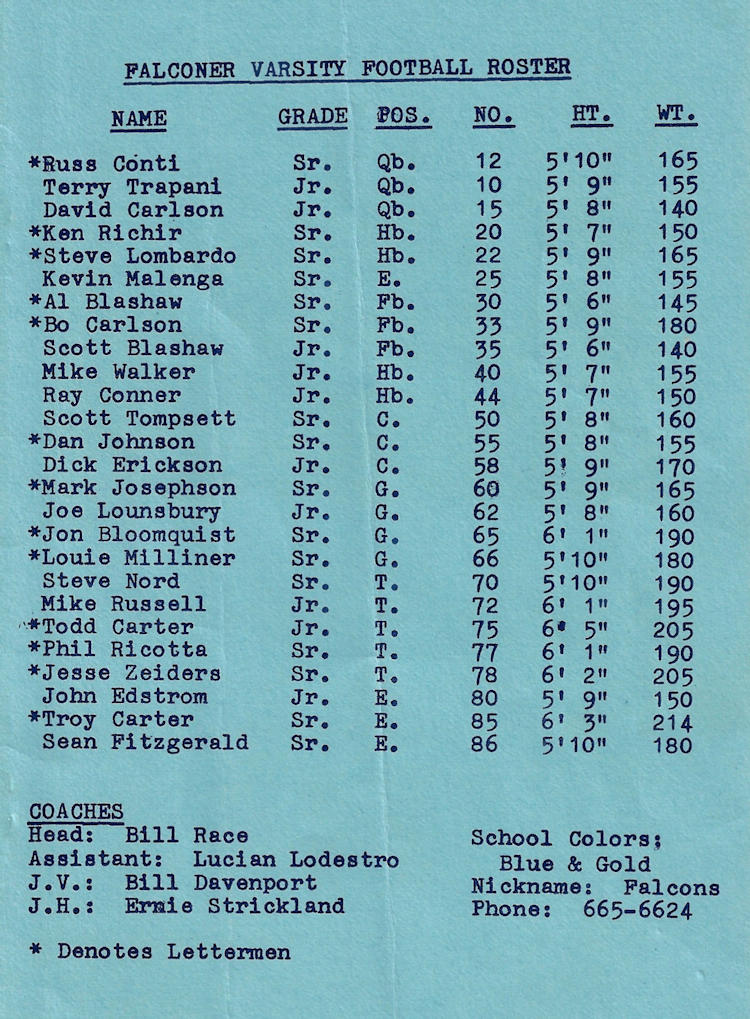 FALCONER VARSITY FOOTBALL ROSTER
NAME GRADE POS. NO. HT. WT.
*Russ Conti Sr. Qb. 12 5'10" 165
Terry Trapani Jr. Qb. 10 5' 9" 155
David Carlson Jr. Qb. 15 5' 8" 140
*Ken Richir Sr. Hb. 20 5' 7" 150
*Steve Lombardo Sr. Hb. 22 5' 9" 165
Kevin Malenga Sr. E. 25 5' 8" 155
*Al Blashaw Sr. Fb. 30 5' 6" 145
*Bo Carlson Sr. Fb. 33 5' 9" 180
Scott Blashaw Jr. Fb. 35 5' 6" 140
Mike Walker Jr. Hb. 40 5' 7" 155
Ray Conner Jr. Hb. 44 5' 7" 150
Scott Tompsett Sr. C. 50 5' 8" 160
*Dan Johnson Sr. C. 55 5' 8" 155
Dick Erickson Jr. C. 58 5' 9" 170
*Mark Josephson Sr. G. 60 5' 9" 165
Joe Lounsbury Jr. G. 62 5' 8" 160
*Jon Bloomquist Sr. G. 65 6' 1" 190
*Louie Milliner Sr. G. 66 5'10" 180
Steve Nord Sr. T. 70 5'10" 190
Mike Russell Jr. T. 72 6' 1" 195
*Todd Carter Jr. T. 75 6' 5" 205
*Phil Ricotta Sr. T. 77 6' 1" 190
*Jesse Zeiders Sr. T. 78 6' 2" 205
John Edstrom Jr. E. 80 5' 9" 150
*Troy Carter Sr. E. 85 6' 3" 214
Sean Fitzgerald Sr. E. 86 5'10" 180
COACHES
Head: Bill Race
Assistant: Lucian Lodestro
J.V.: Bill Davenport
J.H.: Ernie Strickland
* Denotes Lettermen
School Colors;
Blue & Gold
Nickname: Falcons
Phone: 665-6624